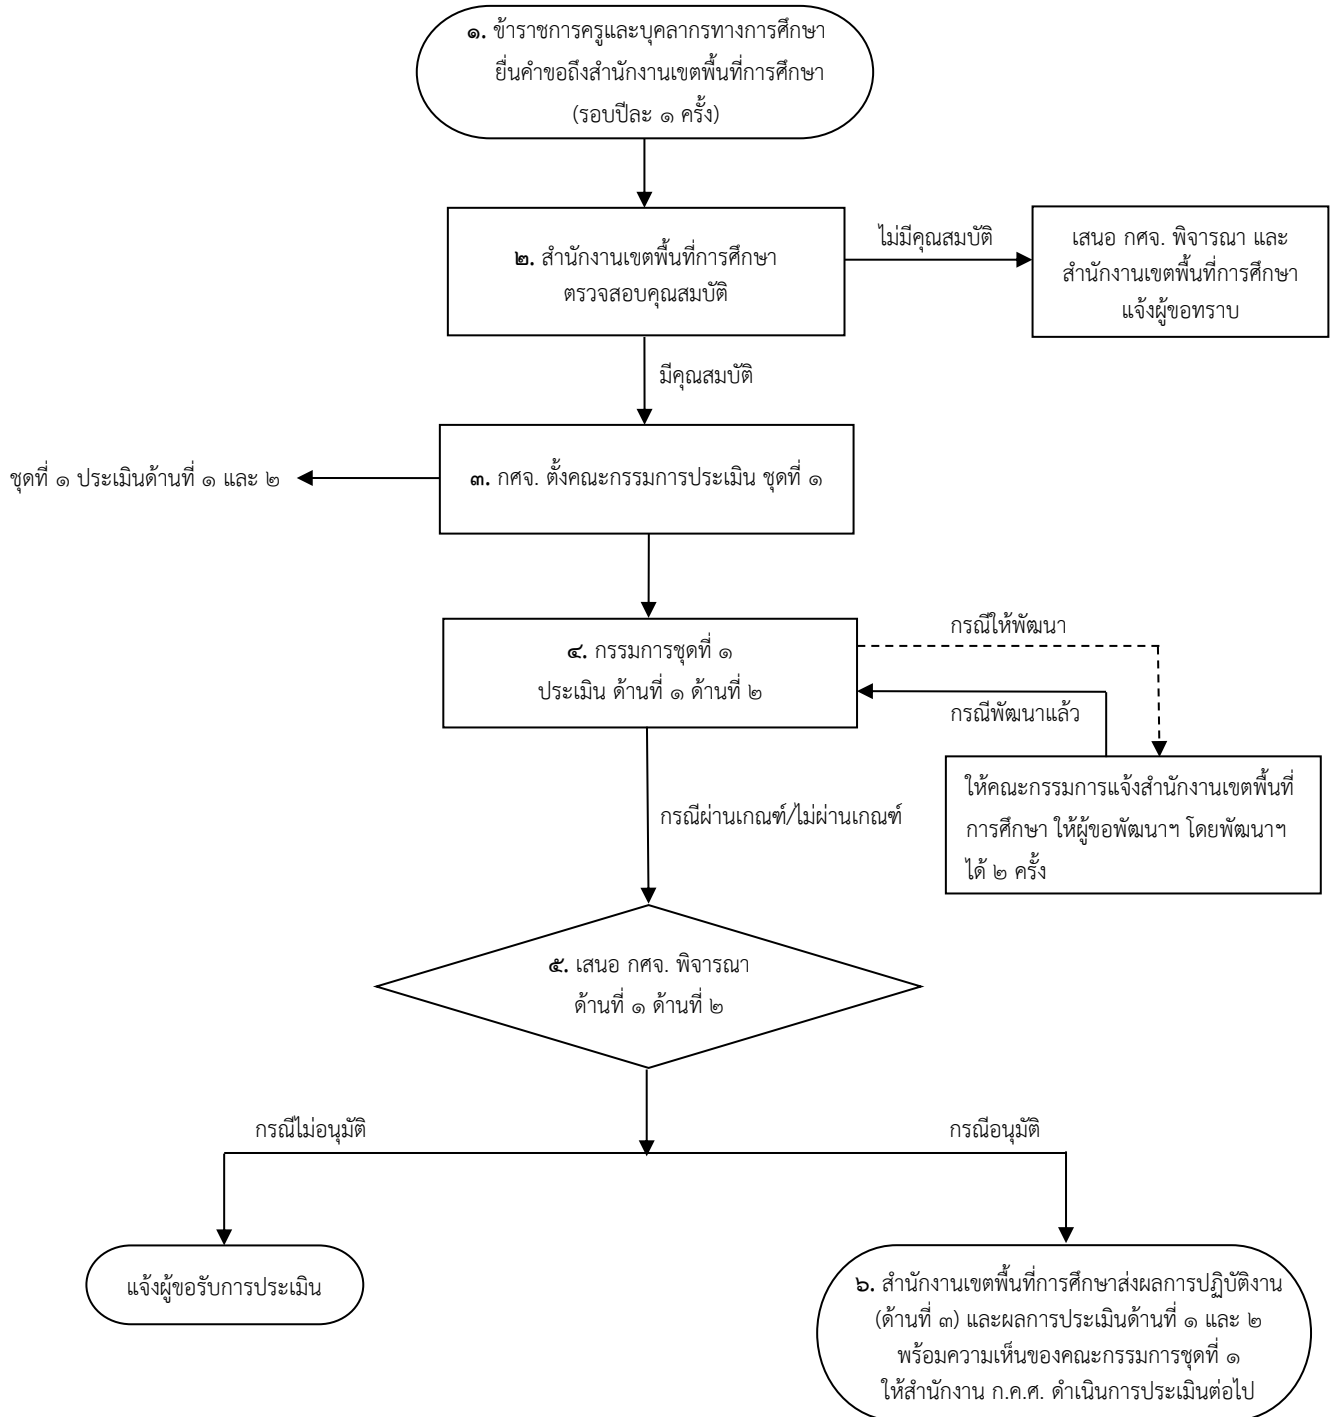 ๑. ข้าราชการครูและบุคลากรทางการศึกษา
ยื่นคำขอถึงสำนักงานเขตพื้นที่การศึกษา
(รอบปีละ ๑ ครั้ง)
๒. สำนักงานเขตพื้นที่การศึกษา
ตรวจสอบคุณสมบัติ
ไม่มีคุณสมบัติ
เสนอ กศจ. พิจารณา และ
สำนักงานเขตพื้นที่การศึกษา
แจ้งผู้ขอทราบ
มีคุณสมบัติ
ชุดที่ ๑ ประเมินด้านที่ ๑ และ ๒
๓. กศจ. ตั้งคณะกรรมการประเมิน ชุดที่ ๑
๔. กรรมการชุดที่ ๑
ประเมิน ด้านที่ ๑ ด้านที่ ๒
กรณีให้พัฒนา
กรณีพัฒนาแล้ว
ให้คณะกรรมการแจ้งสำนักงานเขตพื้นที่
การศึกษา ให้ผู้ขอพัฒนาฯ โดยพัฒนาฯ
ได้ ๒ ครั้ง
กรณีผ่านเกณฑ์/ไม่ผ่านเกณฑ์
๕. เสนอ กศจ. พิจารณา
ด้านที่ ๑ ด้านที่ ๒
กรณีไม่อนุมัติ
กรณีอนุมัติ
แจ้งผู้ขอรับการประเมิน
๖. สำนักงานเขตพื้นที่การศึกษาส่งผลการปฏิบัติงาน
(ด้านที่ ๓) และผลการประเมินด้านที่ ๑ และ ๒
พร้อมความเห็นของคณะกรรมการชุดที่ ๑
ให้สำนักงาน ก.ค.ศ. ดำเนินการประเมินต่อไป